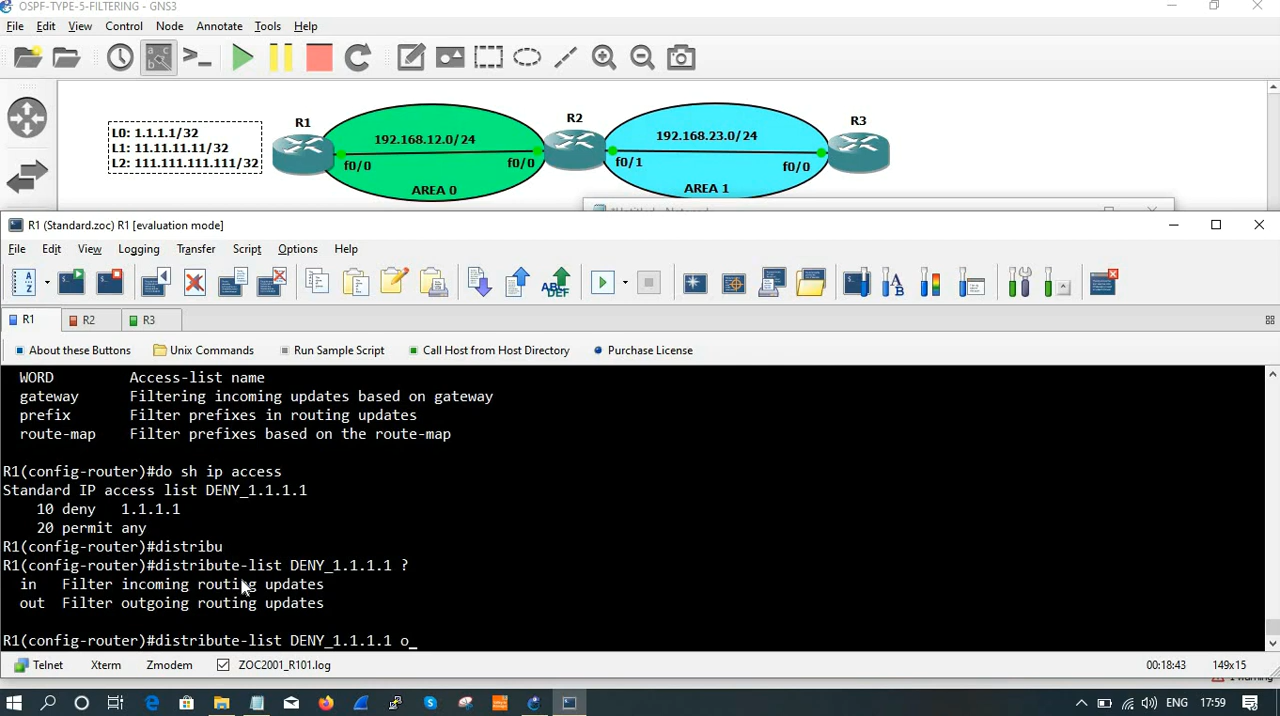 OSPF-TYPE-5-FILTERING - GNS3
File Edit View Control Node Annotate Tools Help
L0: 1.1.1.1/32
L1: 11.11.11.11/32
L2: 111.111.111.111/32
R1
192.168.12.0/24
f0/0
f0/0
AREA 0
R2
192.168.23.0/24
f0/1
f0/0
AREA 1
R3
R1 (Standard.zoc) R1 [evaluation mode]
File Edit View Logging Transfer Script Options Help
R1 R2 R3
About these Buttons Unix Commands Run Sample Script Call Host from Host Directory Purchase License
WORD Access-list name
gateway Filtering incoming updates based on gateway
prefix Filter prefixes in routing updates
route-map Filter prefixes based on the route-map
R1(config-router)#do sh ip access
Standard IP access list DENY_1.1.1.1
10 deny 1.1.1.1
20 permit any
R1(config-router)#distribu
R1(config-router)#distribute-list DENY_1.1.1.1 ?
in Filter incoming routing updates
out Filter outgoing routing updates
R1(config-router)#distribute-list DENY_1.1.1.1 o_
Telnet Xterm Zmodem ZOC2001_R101.log 00:18:43 149x15
ENG 17:59